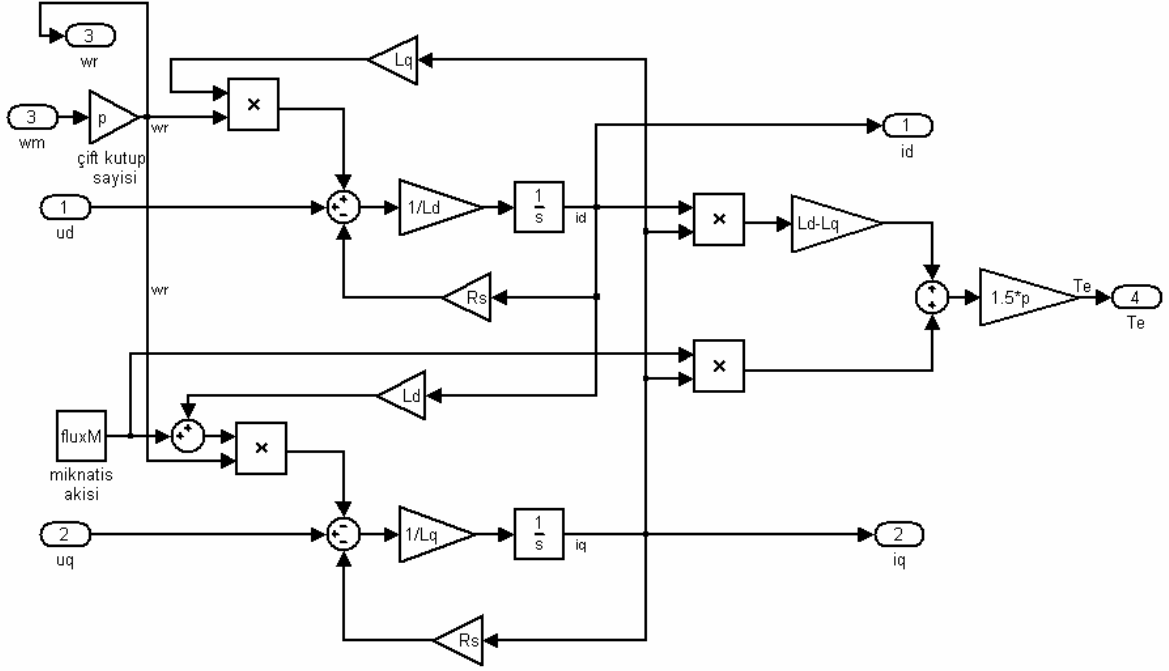 3
wr
Lq
×
3
wm
p
wr
çift kutup
sayisi
1
id
1
ud
+
+
−
1/Ld
1
s
id
×
Ld-Lq
wr
Rs
+
+
1.5*p
Te
4
Te
×
Ld
fluxM
miknatis
akisi
+
+
×
2
uq
−
+
−
1/Lq
1
s
iq
2
iq
Rs